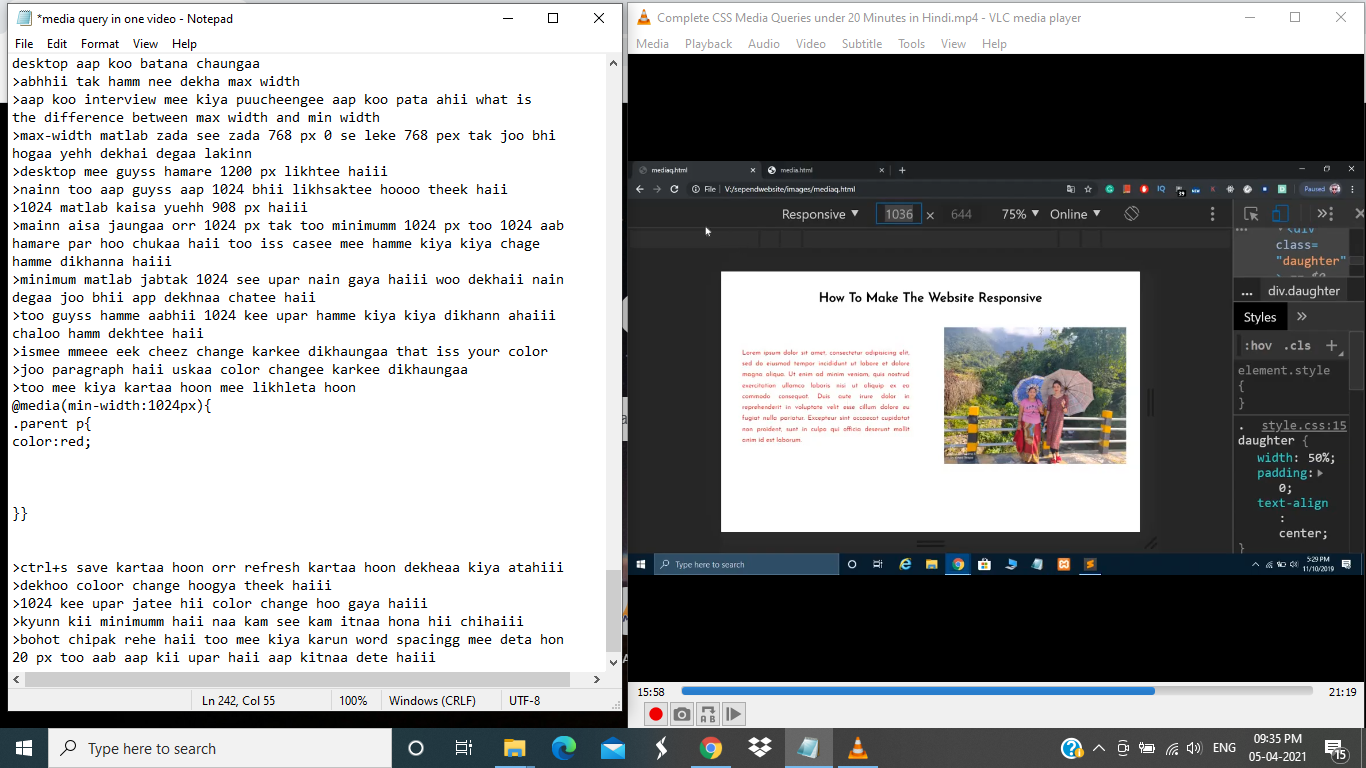 *media query in one video - Notepad
File Edit Format View Help
desktop aap koo batana chaungaa
>abhhii tak hamm nee dekha max width
>aap koo interview mee kiya puucheengee aap koo pata ahii what is
the difference between max width and min width
>max-width matlab zada see zada 768 px 0 se leke 768 pex tak joo bhi
hogaa yehh dekhai degaa lakinn
>desktop mee guyss hamare 1200 px likhtee haiii
>nainn too aap guyss aap 1024 bhii likhsaktee hoooo theek haii
>1024 matlab kaisa yuehh 908 px haiii
>mainn aisa jaungaa orr 1024 px tak too minimumm 1024 px too 1024 aab
hamare par hoo chukaa haii too iss casee mee hamme kiya kiya chage
hamme dikhanna haiii
>minimum matlab jabtak 1024 see upar nain gaya haiii woo dekhaii nain
degaa joo bhii app dekhnaa chatee haii
>too guyss hamme aabhii 1024 kee upar hamme kiya kiya dikhann ahaiii
chaloo hamm dekhtee haii
>ismee mmeee eek cheez change karkee dikhaungaa that iss your color
>joo paragraph haii uskaa color changee karkee dikhaungaa
>too mee kiya kartaa hoon mee likhleta hoon
@media(min-width:1024px){
.parent p{
color:red;
}}
>ctrl+s save kartaa hoon orr refresh kartaa hoon dekheaa kiya atahiii
>dekhoo coloor change hoogya theek haiii
>1024 kee upar jatee hii color change hoo gaya haiii
>kyunn kii minimumm haii naa kam see kam itnaa hona hii chihaiii
>bohot chipak rehe haii too mee kiya karun word spacingg mee deta hon
20 px too aab aap kii upar haii aap kitnaa dete haiii
Ln 242, Col 55 100% Windows (CRLF) UTF-8
Complete CSS Media Queries under 20 Minutes in Hindi.mp4 - VLC media player
Media Playback Audio Video Subtitle Tools View Help
mediaq.html media.html
File V:/sependwebsite/images/mediaq.html Paused
Responsive 1036 × 644 75% Online
<div
class=
"daughter"
... div.daughter
Styles
:hov .cls
element.style
{
}
. style.css:15
daughter {
width: 50%;
padding:
0;
text-align
:
center;
}
How To Make The Website Responsive
Lorem ipsum dolor sit amet, consectetur adipisicing elit,
sed do eiusmod tempor incididunt ut labore et dolore
magna aliqua. Ut enim ad minim veniam, quis nostrud
exercitation ullamco laboris nisi ut aliquip ex ea
commodo consequat. Duis aute irure dolor in
reprehenderit in voluptate velit esse cillum dolore eu
fugiat nulla pariatur. Excepteur sint occaecat cupidatat
non proident, sunt in culpa qui officia deserunt mollit
anim id est laborum.
Type here to search
5:29 PM
11/10/2019
15:58 21:19
Type here to search
ENG
09:35 PM
05-04-2021
15